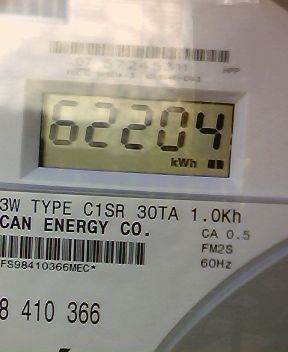 62204
kWh
3W TYPE C1SR 30TA 1.0Kh
CAN ENERGY CO.
CA 0.5
FM2S
60Hz
FS98410366MEC*
8 410 366